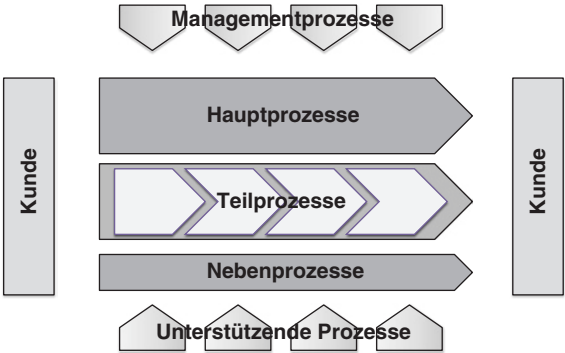 Managementprozesse
Kunde
Hauptprozesse
Teilprozesse
Nebenprozesse
Kunde
Unterstützende Prozesse